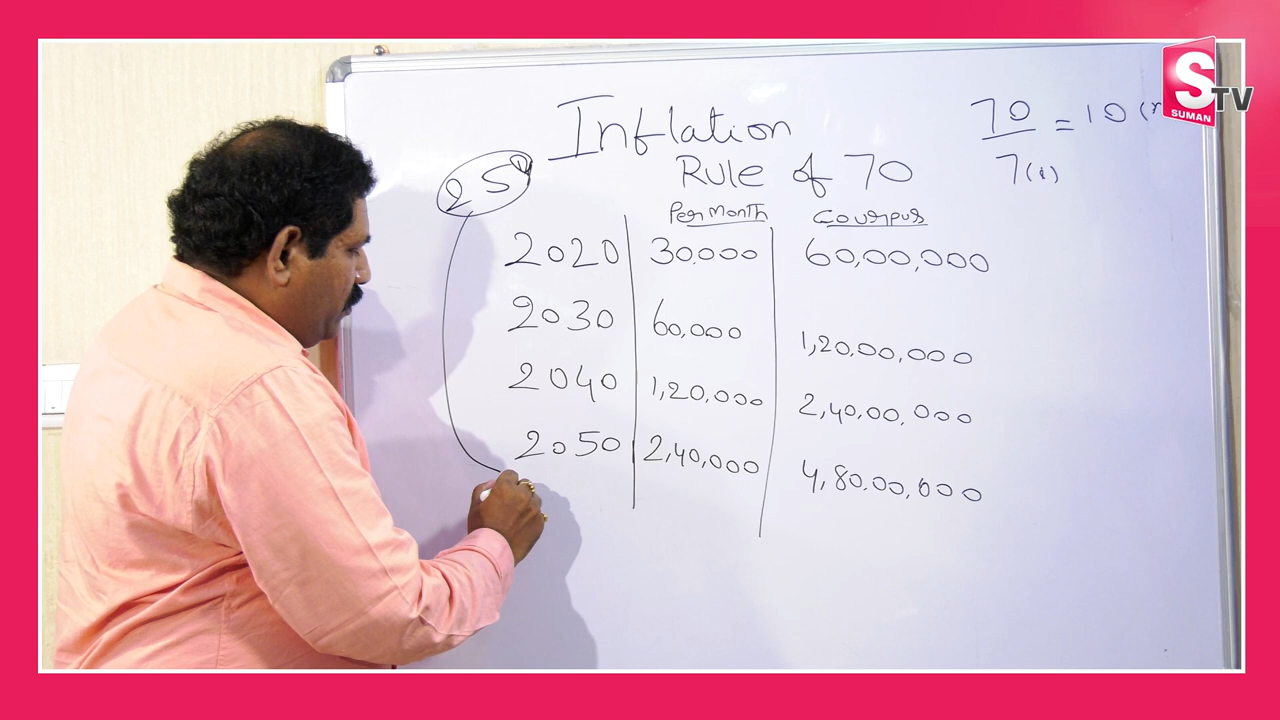 Inflation
Rule of 70
70 = 10
7(i)
25
Per Month
Courpus
2020 30,000 60,00,000
2030 60,000 1,20,00,000
2040 1,20,000 2,40,00,000
2050 2,40,000 4,80,00,000
S TV
SUMAN